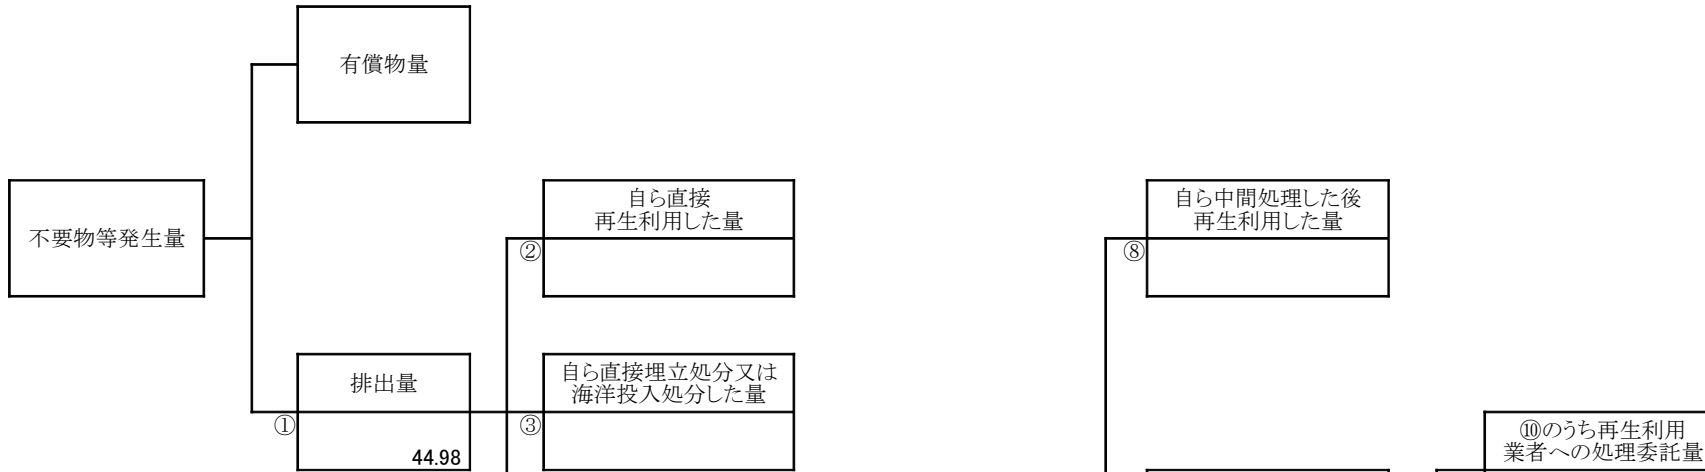 有償物量
不要物等発生量
自ら直接
再生利用した量
②
自ら中間処理した後
再生利用した量
⑧
排出量
①
44.98
自ら直接埋立処分又は
海洋投入処分した量
③
⑩のうち再生利用
業者への処理委託量